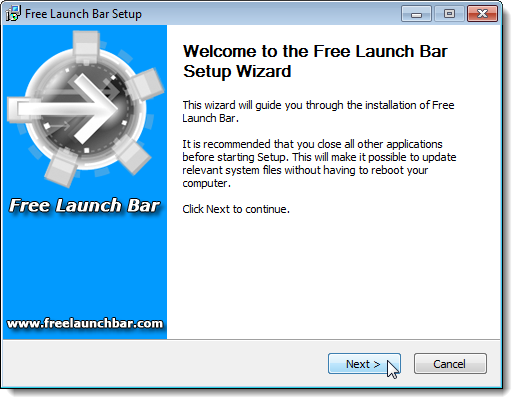 Free Launch Bar Setup
Welcome to the Free Launch Bar
Setup Wizard
This wizard will guide you through the installation of Free
Launch Bar.
It is recommended that you close all other applications
before starting Setup. This will make it possible to update
relevant system files without having to reboot your
computer.
Click Next to continue.
Free Launch Bar
www.freelaunchbar.com
Next >
Cancel